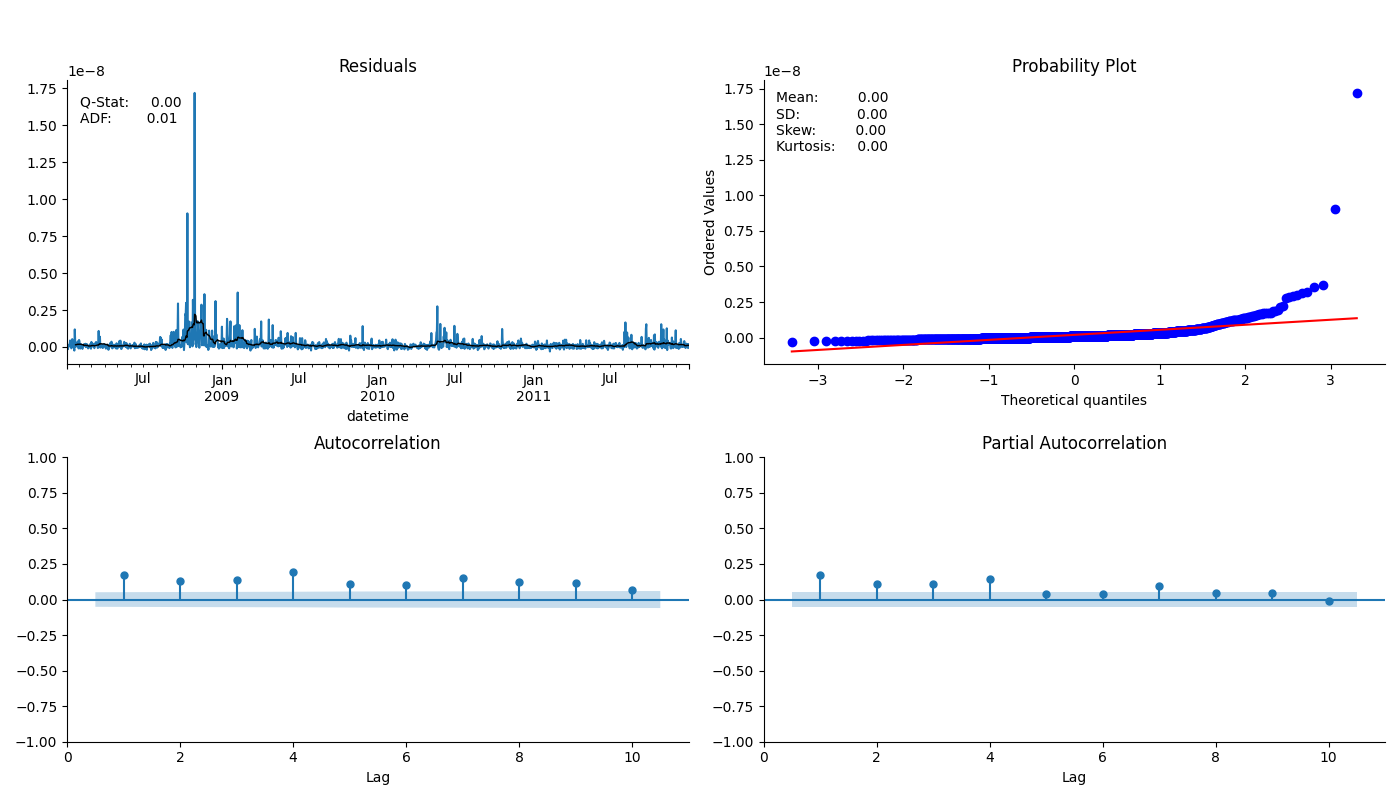 Residuals
1e−8
1.75
1.50
1.25
1.00
0.75
0.50
0.25
0.00
Q-Stat: 0.00
ADF: 0.01
Jul Jan Jul Jan Jul Jan Jul
2009 2010 2011
datetime
Probability Plot
1e−8
1.75
1.50
1.25
1.00
0.75
0.50
0.25
0.00
Ordered Values
Mean: 0.00
SD: 0.00
Skew: 0.00
Kurtosis: 0.00
−3 −2 −1 0 1 2 3
Theoretical quantiles
Autocorrelation
1.00
0.75
0.50
0.25
0.00
−0.25
−0.50
−0.75
−1.00
0 2 4 6 8 10
Lag
Partial Autocorrelation
1.00
0.75
0.50
0.25
0.00
−0.25
−0.50
−0.75
−1.00
0 2 4 6 8 10
Lag